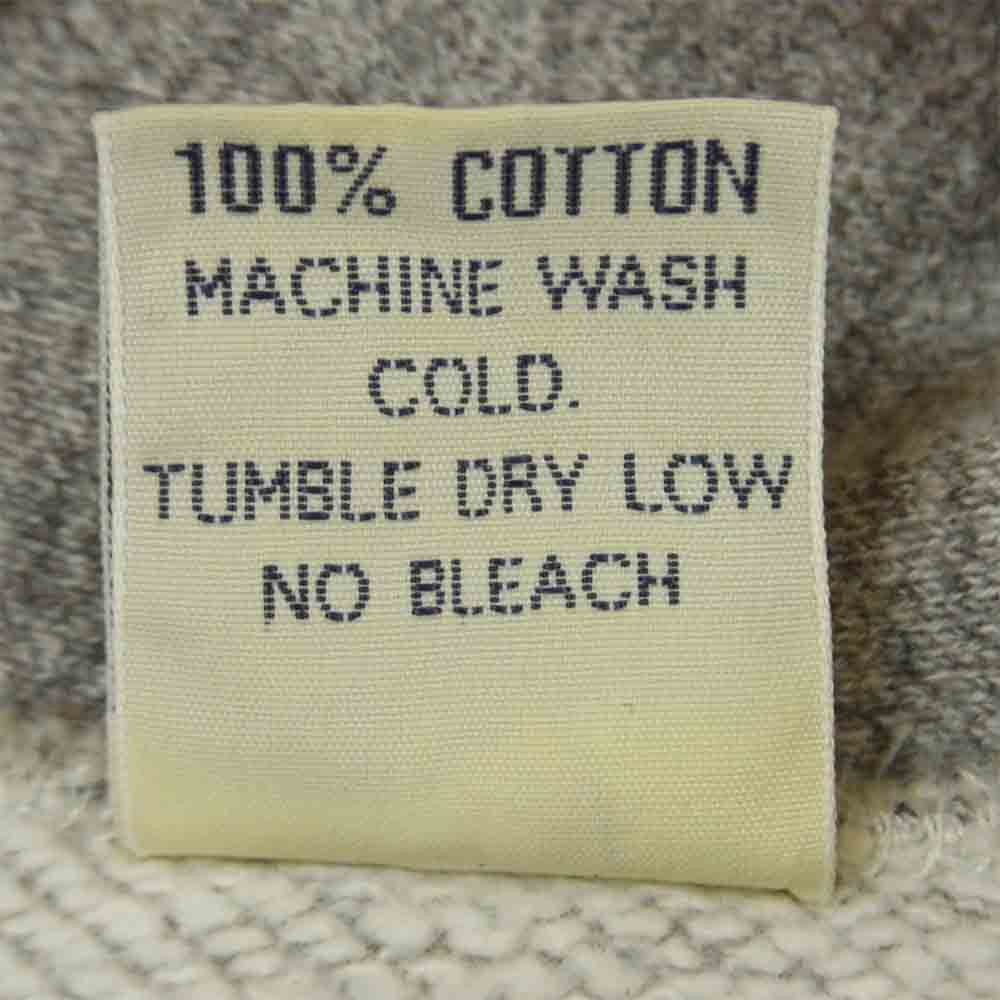 100% COTTON
MACHINE WASH
COLD.
TUMBLE DRY LOW
NO BLEACH